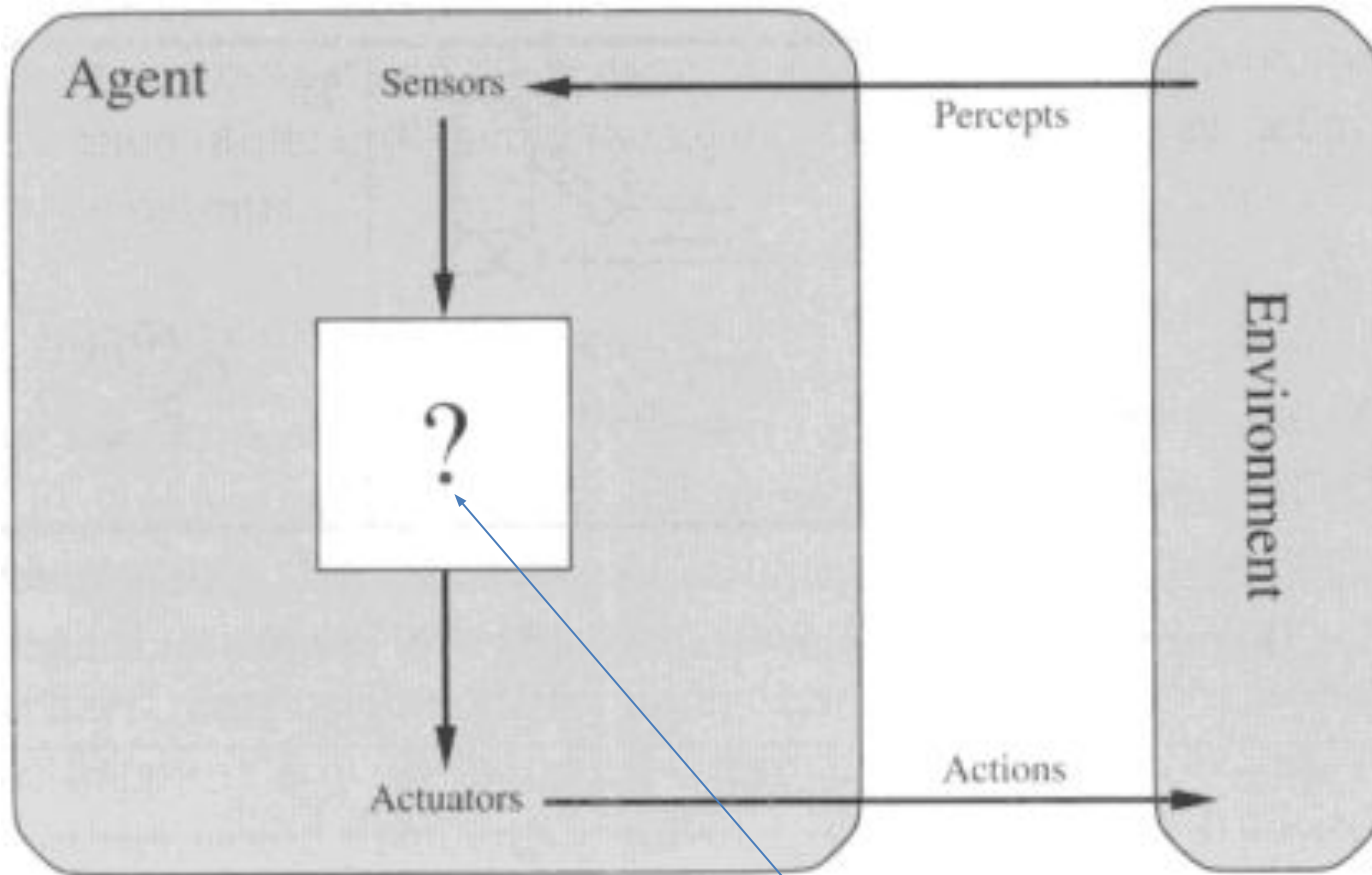 Agent
Sensors
Percepts
?
Environment
Actions
Actuators